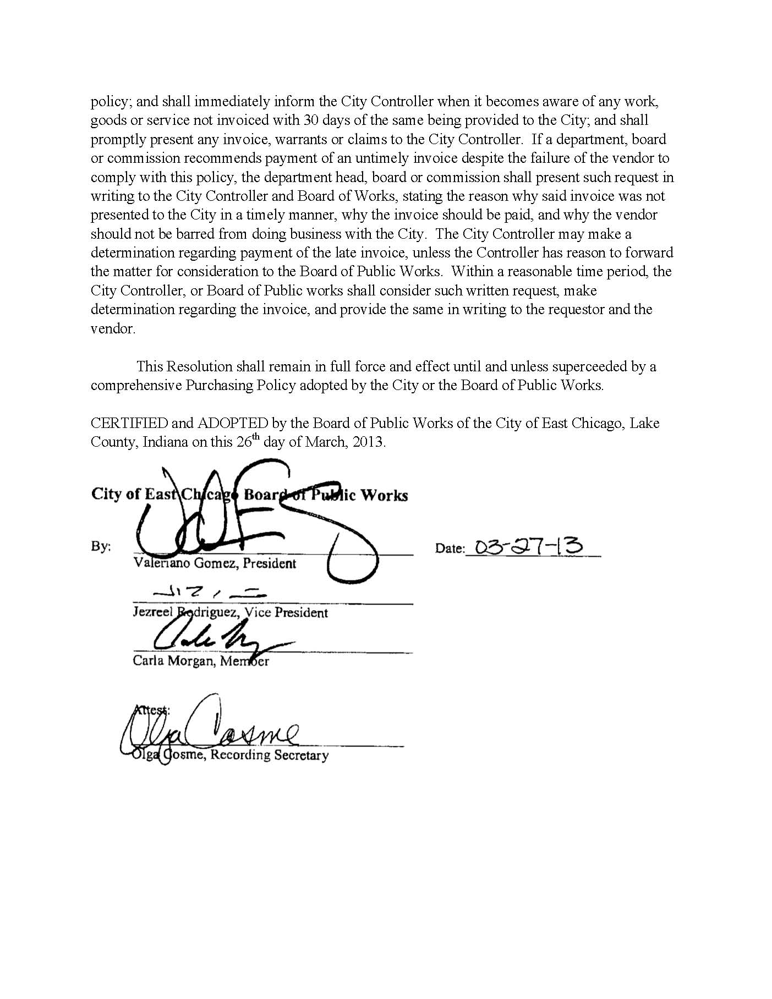 policy; and shall immediately inform the City Controller when it becomes aware of any work,
goods or service not invoiced with 30 days of the same being provided to the City; and shall
promptly present any invoice, warrants or claims to the City Controller.  If a department, board
or commission recommends payment of an untimely invoice despite the failure of the vendor to
comply with this policy, the department head, board or commission shall present such request in
writing to the City Controller and Board of Works, stating the reason why said invoice was not
presented to the City in a timely manner, why the invoice should be paid, and why the vendor
should not be barred from doing business with the City.  The City Controller may make a
determination regarding payment of the late invoice, unless the Controller has reason to forward
the matter for consideration to the Board of Public Works.  Within a reasonable time period, the
City Controller, or Board of Public works shall consider such written request, make
determination regarding the invoice, and provide the same in writing to the requestor and the
vendor.
This Resolution shall remain in full force and effect until and unless superceeded by a
comprehensive Purchasing Policy adopted by the City or the Board of Public Works.
CERTIFIED and ADOPTED by the Board of Public Works of the City of East Chicago, Lake
County, Indiana on this 26th day of March, 2013.
City of East Chicago Board of Public Works
By: Date: 03-27-13
Valeriano Gomez, President
Jezreel Rodriguez, Vice President
Carla Morgan, Member
Attest:
Olga Cosme
Olga Cosme, Recording Secretary